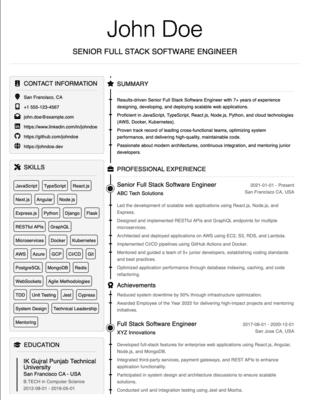 John Doe
SENIOR FULL STACK SOFTWARE ENGINEER
CONTACT INFORMATION
San Francisco, CA
+1 555-123-4567
john.doe@example.com
https://www.linkedin.com/in/johndoe
https://github.com/johndoe
https://johndoe.dev
SKILLS
JavaScript TypeScript React.js
Next.js Angular Node.js
Express.js Python Django Flask
RESTful APIs GraphQL
Microservices Docker Kubernetes
AWS Azure GCP CI/CD Git
PostgreSQL MongoDB Redis
WebSockets Agile Methodologies
TDD Unit Testing Jest Cypress
System Design Technical Leadership
Mentoring
EDUCATION
IK Gujral Punjab Technical
University
San Francisco CA - USA
B.TECH in Computer Science
2012-08-01 - 2016-05-01
SUMMARY
Results-driven Senior Full Stack Software Engineer with 7+ years of experience
designing, developing, and deploying scalable web applications.
Proficient in JavaScript, TypeScript, React.js, Node.js, Python, and cloud technologies
(AWS, Docker, Kubernetes).
Proven track record of leading cross-functional teams, optimizing system
performance, and delivering high-quality, maintainable code.
Passionate about modern architectures, continuous integration, and mentoring junior
developers.
PROFESSIONAL EXPERIENCE
Senior Full Stack Software Engineer 2021-01-01 - Present
ABC Tech Solutions San Francisco CA, USA
Led the development of scalable web applications using React.js, Node.js, and
Express.
Designed and implemented RESTful APIs and GraphQL endpoints for multiple
microservices.
Architected and deployed applications on AWS using EC2, S3, RDS, and Lambda.
Implemented CI/CD pipelines using GitHub Actions and Docker.
Mentored and guided a team of 5+ junior developers, establishing coding standards
and best practices.
Optimized application performance through database indexing, caching, and code
refactoring.
Achievements
Reduced system downtime by 50% through infrastructure optimization.
Awarded Employee of the Year 2022 for delivering high-impact projects and mentoring
initiatives.
Full Stack Software Engineer 2017-08-01 - 2020-12-01
XYZ Innovations San Jose CA, USA
Developed full-stack features for enterprise web applications using React.js, Angular,
Node.js, and MongoDB.
Integrated third-party services, payment gateways, and REST APIs to enhance
application functionality.
Participated in system design and architecture discussions to ensure scalable
solutions.
Conducted unit and integration testing using Jest and Mocha.